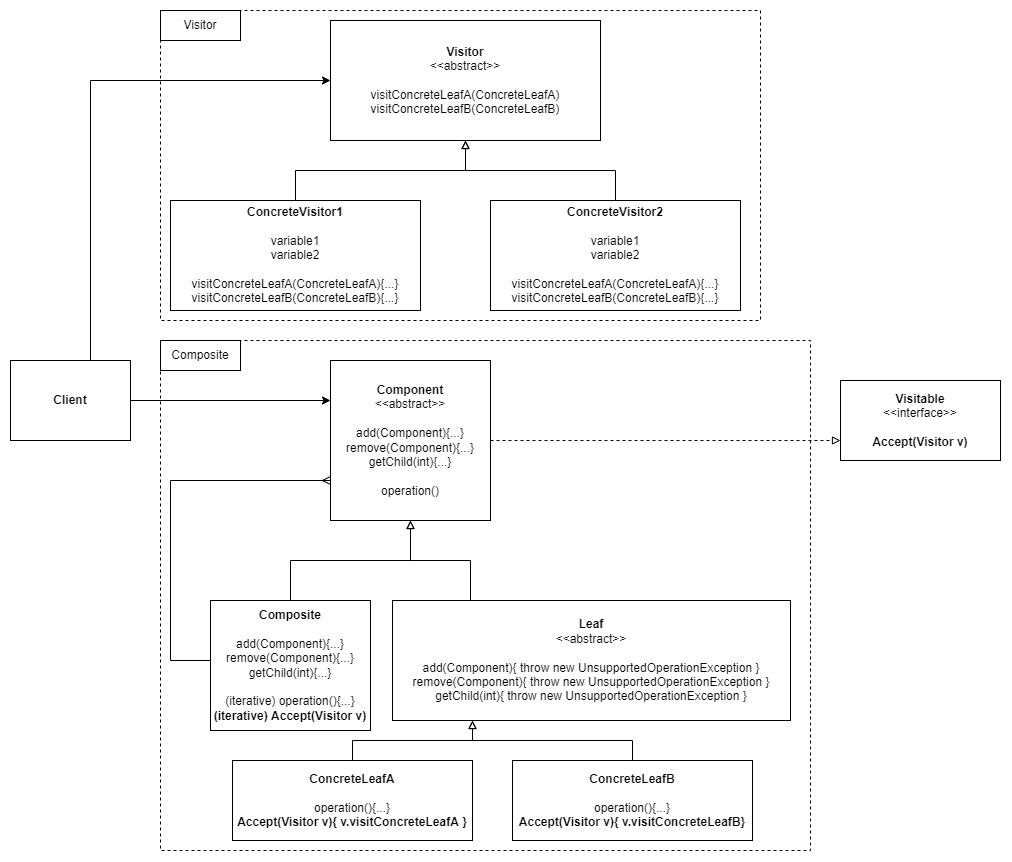 Visitor
Visitor
<<abstract>>
visitConcreteLeafA(ConcreteLeafA)
visitConcreteLeafB(ConcreteLeafB)
ConcreteVisitor1
variable1
variable2
visitConcreteLeafA(ConcreteLeafA){...}
visitConcreteLeafB(ConcreteLeafB){...}
ConcreteVisitor2
variable1
variable2
visitConcreteLeafA(ConcreteLeafA){...}
visitConcreteLeafB(ConcreteLeafB){...}
Client
Composite
Component
<<abstract>>
add(Component){...}
remove(Component){...}
getChild(int){...}
operation()
Visitable
<<interface>>
Accept(Visitor v)
Composite
add(Component){...}
remove(Component){...}
getChild(int){...}
(iterative) operation(){...}
(iterative) Accept(Visitor v)
Leaf
<<abstract>>
add(Component){ throw new UnsupportedOperationException }
remove(Component){ throw new UnsupportedOperationException }
getChild(int){ throw new UnsupportedOperationException }
ConcreteLeafA
operation(){...}
Accept(Visitor v){ v.visitConcreteLeafA }
ConcreteLeafB
operation(){...}
Accept(Visitor v){ v.visitConcreteLeafB}